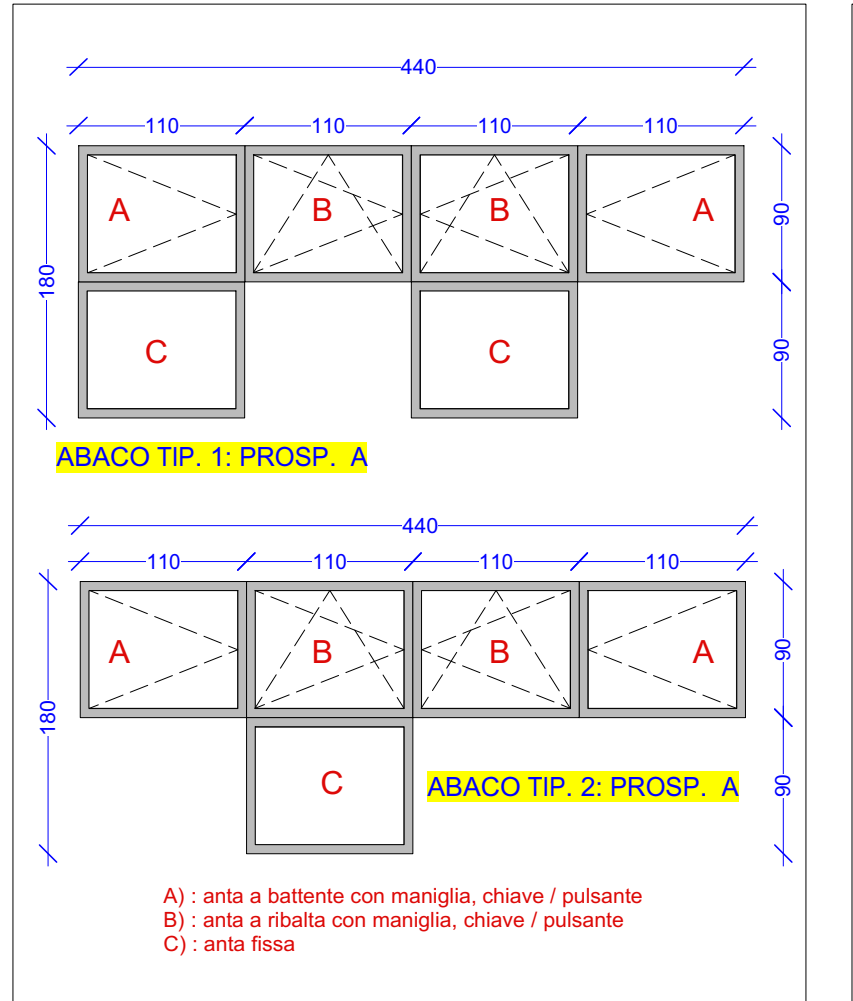 440
110 110 110 110
A B B A
90
180
C C
90
ABACO TIP. 1: PROSP. A
440
110 110 110 110
A B B A
90
180
C
ABACO TIP. 2: PROSP. A
90
A) : anta a battente con maniglia, chiave / pulsante
B) : anta a ribalta con maniglia, chiave / pulsante
C) : anta fissa